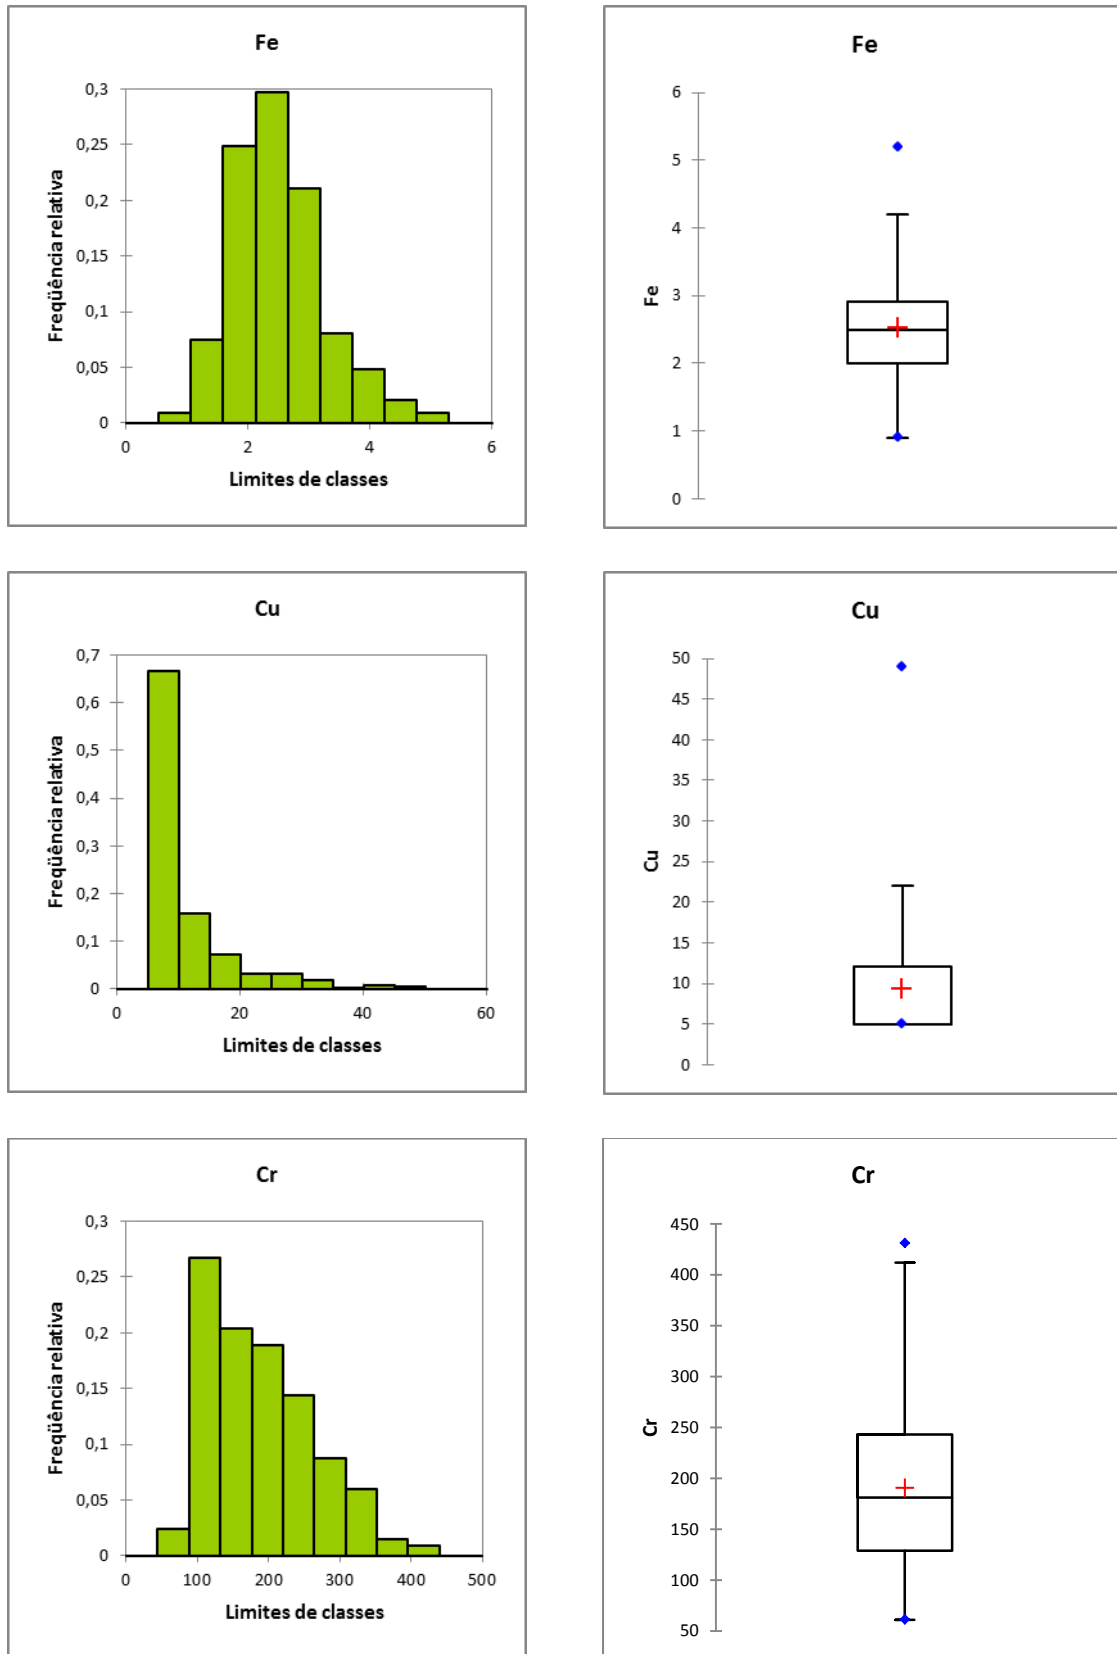 Fe
0,3
0,25
0,2
0,15
0,1
0,05
0
Freqüência relativa
0 2 4 6
Limites de classes
Fe
6
5
4
3
2
1
0
Fe
Cu
0,7
0,6
0,5
0,4
0,3
0,2
0,1
0
Freqüência relativa
0 20 40 60
Limites de classes
Cu
50
45
40
35
30
25
20
15
10
5
0
Cu
Cr
0,3
0,25
0,2
0,15
0,1
0,05
0
Freqüência relativa
0 100 200 300 400 500
Limites de classes
Cr
450
400
350
300
250
200
150
100
50
Cr